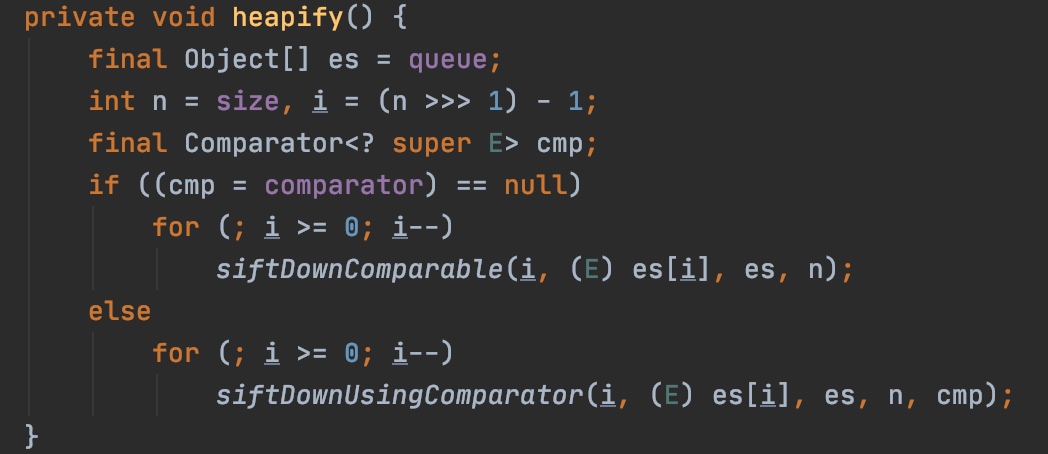 private void heapify() {
    final Object[] es = queue;
    int n = size, i = (n >>> 1) - 1;
    final Comparator<? super E> cmp;
    if ((cmp = comparator) == null)
        for (; i >= 0; i--)
            siftDownComparable(i, (E) es[i], es, n);
    else
        for (; i >= 0; i--)
            siftDownUsingComparator(i, (E) es[i], es, n, cmp);
}